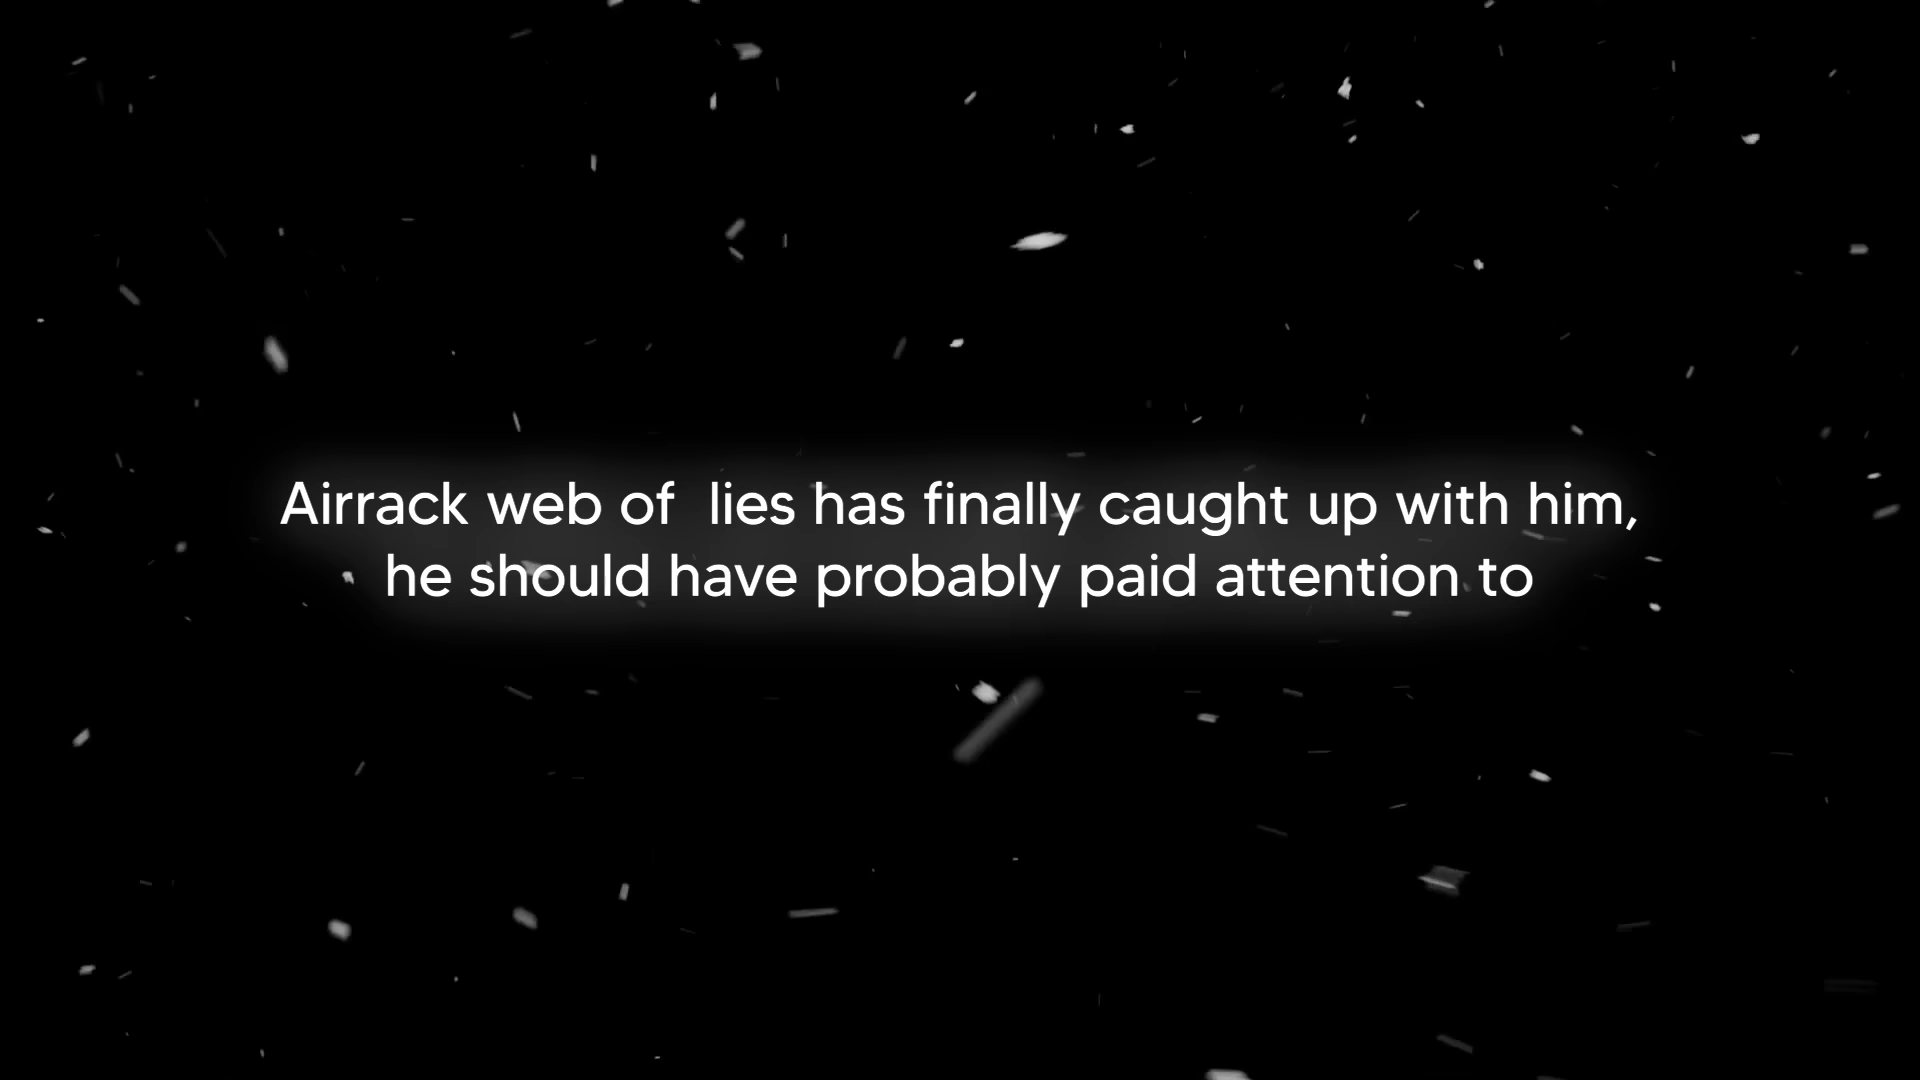 Airrack web of  lies has finally caught up with him,
he should have probably paid attention to